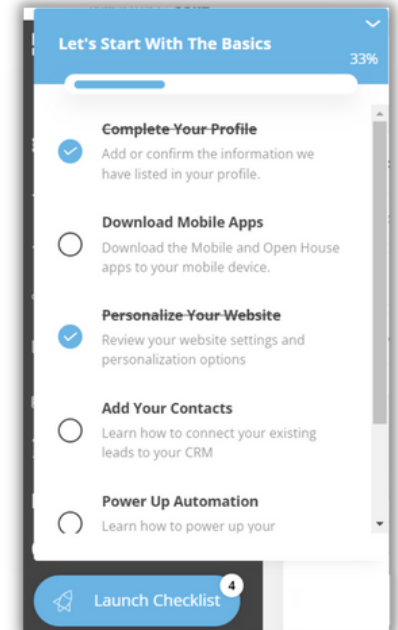 Let's Start With The Basics
33%
Complete Your Profile
Add or confirm the information we
have listed in your profile.
Download Mobile Apps
Download the Mobile and Open House
apps to your mobile device.
Personalize Your Website
Review your website settings and
personalization options
Add Your Contacts
Learn how to connect your existing
leads to your CRM
Power Up Automation
Learn how to power up your
4
Launch Checklist